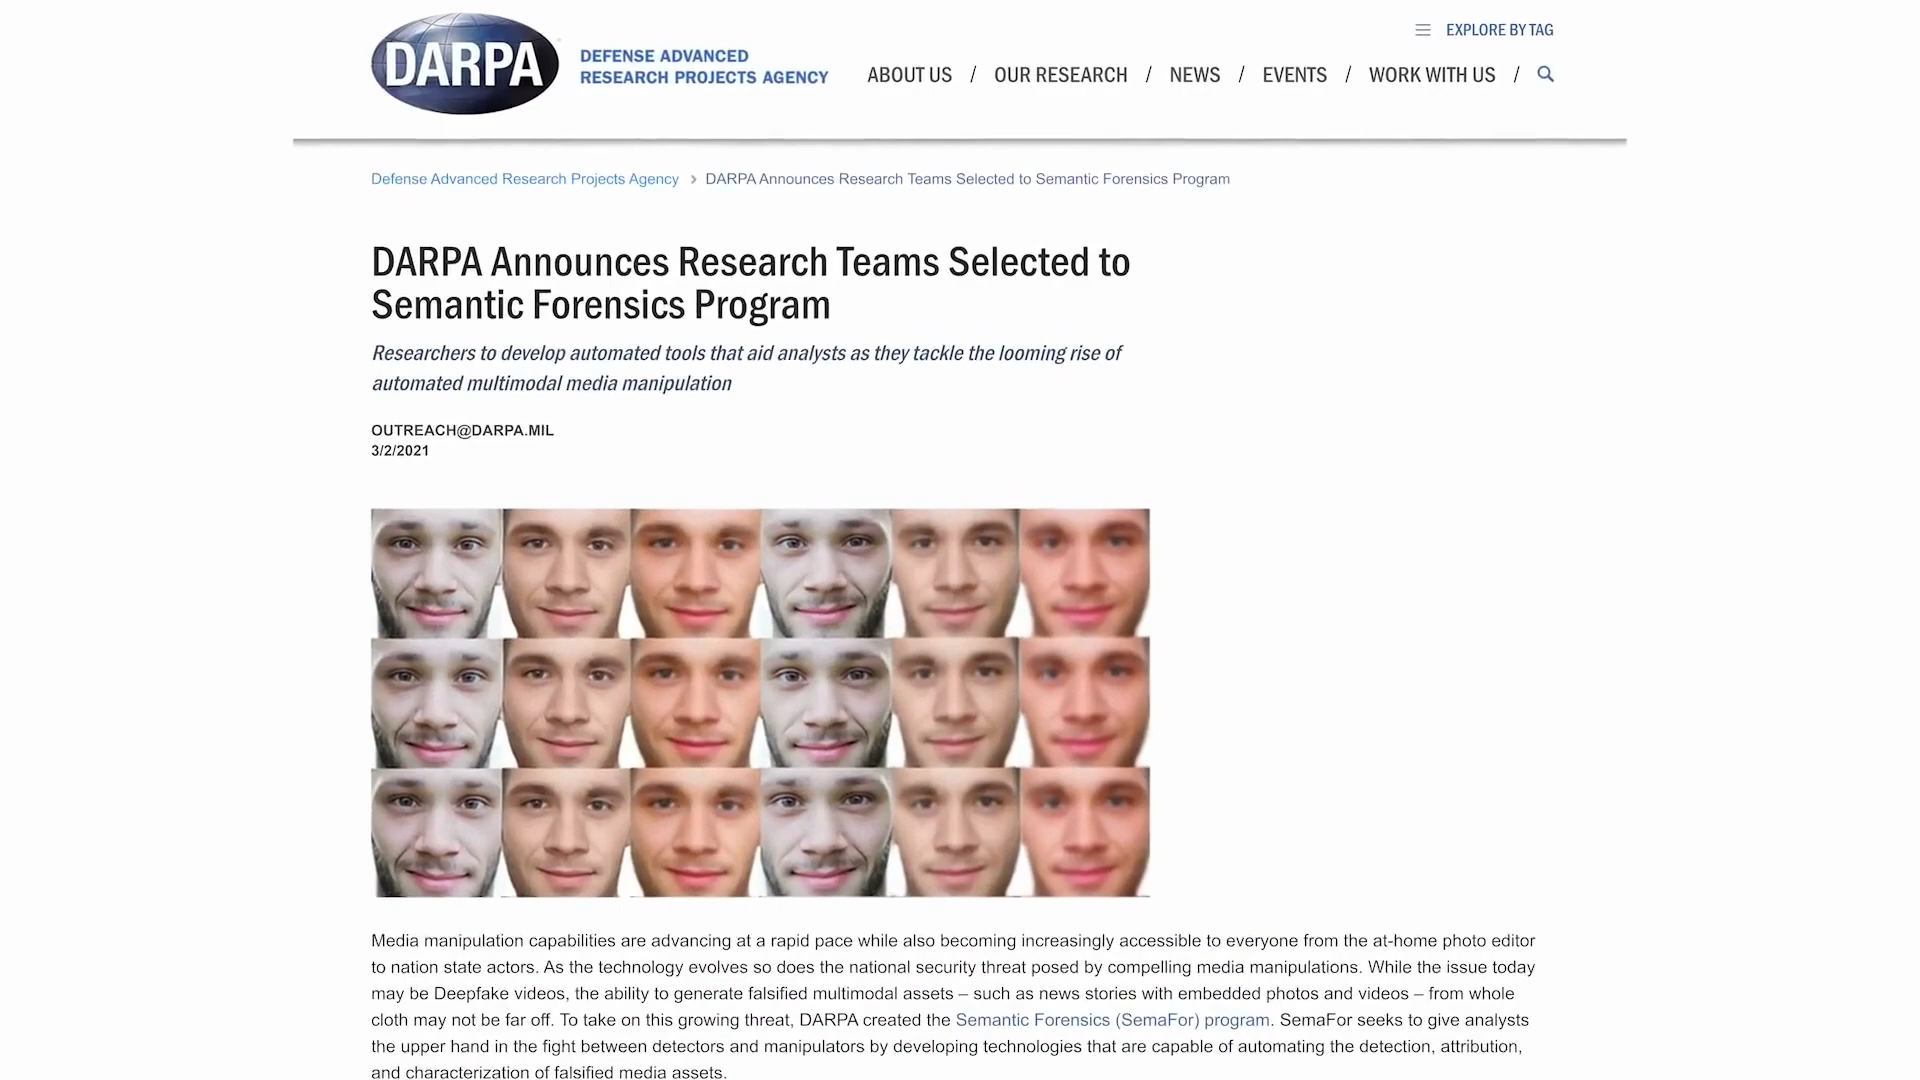 DARPA
DEFENSE ADVANCED
RESEARCH PROJECTS AGENCY
EXPLORE BY TAG
ABOUT US / OUR RESEARCH / NEWS / EVENTS / WORK WITH US /
Defense Advanced Research Projects Agency > DARPA Announces Research Teams Selected to Semantic Forensics Program
DARPA Announces Research Teams Selected to
Semantic Forensics Program
Researchers to develop automated tools that aid analysts as they tackle the looming rise of
automated multimodal media manipulation
OUTREACH@DARPA.MIL
3/2/2021
Media manipulation capabilities are advancing at a rapid pace while also becoming increasingly accessible to everyone from the at-home photo editor
to nation state actors. As the technology evolves so does the national security threat posed by compelling media manipulations. While the issue today
may be Deepfake videos, the ability to generate falsified multimodal assets – such as news stories with embedded photos and videos – from whole
cloth may not be far off. To take on this growing threat, DARPA created the Semantic Forensics (SemaFor) program. SemaFor seeks to give analysts
the upper hand in the fight between detectors and manipulators by developing technologies that are capable of automating the detection, attribution,
and characterization of falsified media assets.